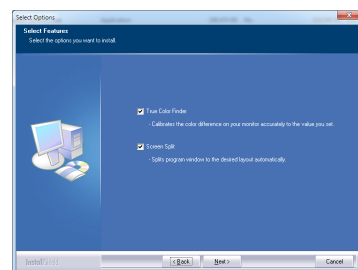 Select Options
Select Features
Select the options you want to install.
True Color Finder
- Calibrates the color difference on your monitor accurately to the value you set.
Screen Split
- Splits program window to the desired layout automatically.
InstallShield
< Back
Next >
Cancel